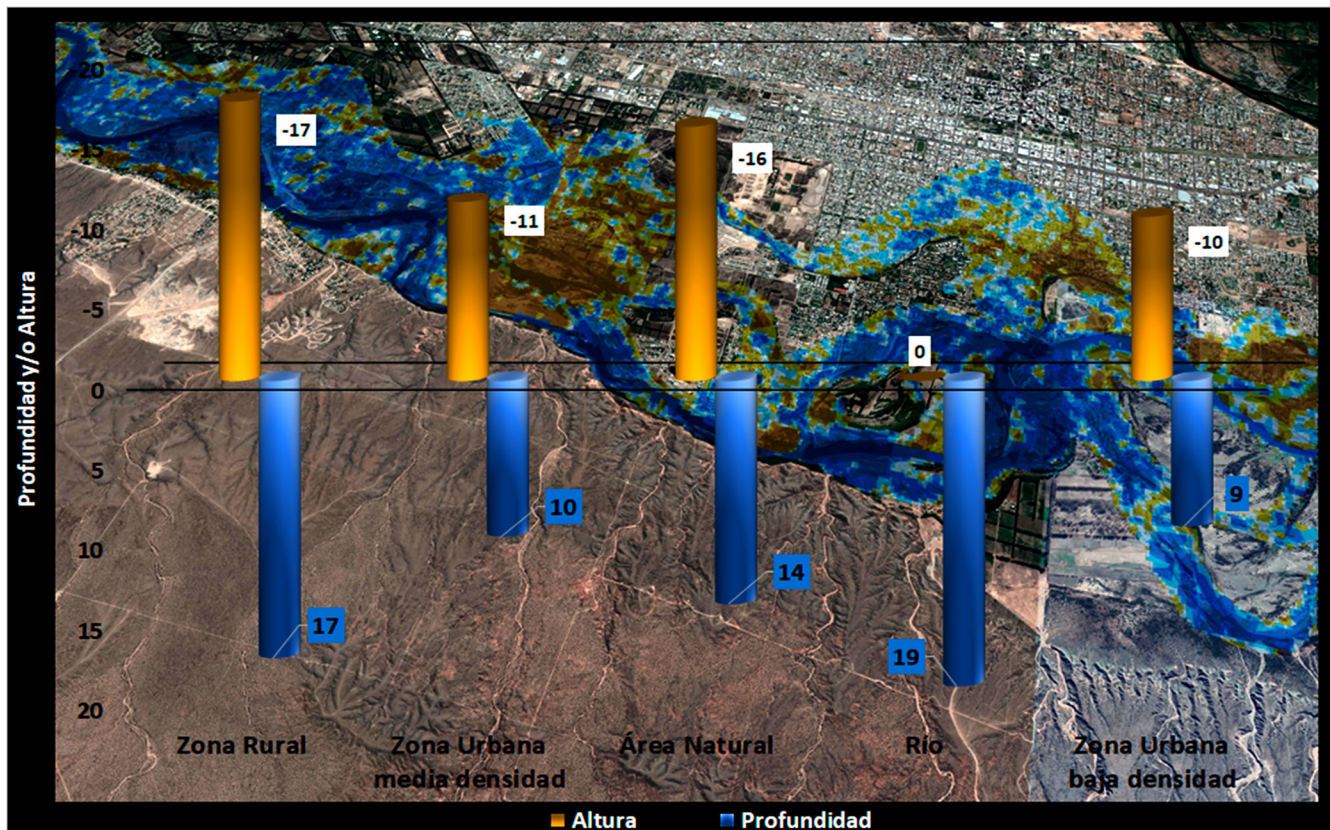 Profundidad y/o Altura
-20
-15
-10
-5
0
5
10
15
20
-17
-11
-16
0
-10
17
10
14
19
9
Zona Rural
Zona Urbana
media densidad
Área Natural
Río
Zona Urbana
baja densidad
Altura
Profundidad